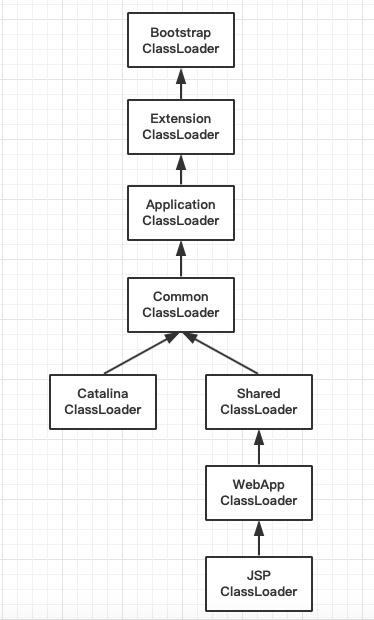 Bootstrap
ClassLoader
Extension
ClassLoader
Application
ClassLoader
Common
ClassLoader
Catalina
ClassLoader
Shared
ClassLoader
WebApp
ClassLoader
JSP
ClassLoader